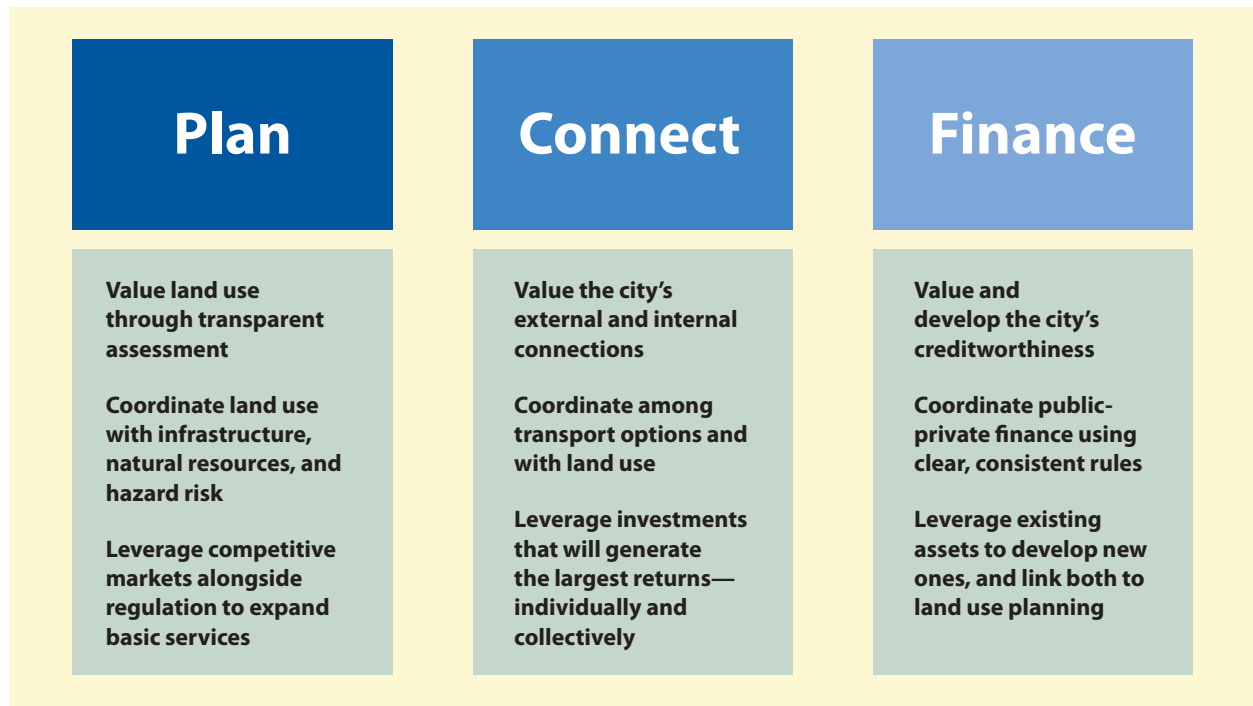 Plan
Value land use
through transparent
assessment
Coordinate land use
with infrastructure,
natural resources, and
hazard risk
Leverage competitive
markets alongside
regulation to expand
basic services
Connect
Value the city’s
external and internal
connections
Coordinate among
transport options and
with land use
Leverage investments
that will generate
the largest returns—
individually and
collectively
Finance
Value and
develop the city’s
creditworthiness
Coordinate public-
private finance using
clear, consistent rules
Leverage existing
assets to develop new
ones, and link both to
land use planning